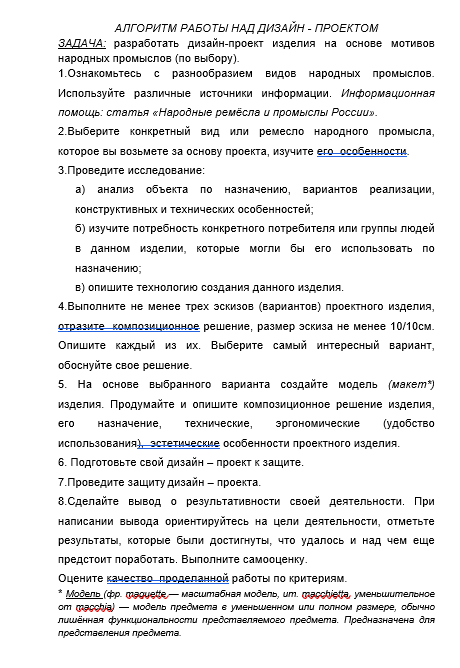 АЛГОРИТМ РАБОТЫ НАД ДИЗАЙН - ПРОЕКТОМ
ЗАДАЧА: разработать дизайн-проект изделия на основе мотивов
народных промыслов (по выбору).
1.Ознакомьтесь с разнообразием видов народных промыслов.
Используйте различные источники информации. Информационная
помощь: статья «Народные ремёсла и промыслы России».
2.Выберите конкретный вид или ремесло народного промысла,
которое вы возьмете за основу проекта, изучите его особенности.
3.Проведите исследование:
а) анализ объекта по назначению, вариантов реализации,
конструктивных и технических особенностей;
б) изучите потребность конкретного потребителя или группы людей
в данном изделии, которые могли бы его использовать по
назначению;
в) опишите технологию создания данного изделия.
4.Выполните не менее трех эскизов (вариантов) проектного изделия,
отразите композиционное решение, размер эскиза не менее 10/10см.
Опишите каждый из их. Выберите самый интересный вариант,
обоснуйте свое решение.
5. На основе выбранного варианта создайте модель (макет*)
изделия. Продумайте и опишите композиционное решение изделия,
его назначение, технические, эргономические (удобство
использования), эстетические особенности проектного изделия.
6. Подготовьте свой дизайн – проект к защите.
7.Проведите защиту дизайн – проекта.
8.Сделайте вывод о результативности своей деятельности. При
написании вывода ориентируйтесь на цели деятельности, отметьте
результаты, которые были достигнуты, что удалось и над чем еще
предстоит поработать. Выполните самооценку.
Оцените качество проделанной работы по критериям.
* Модель (фр. maquette — масштабная модель, ит. macchietta, уменьшительное
от macchia) — модель предмета в уменьшенном или полном размере, обычно
лишённая функциональности представляемого предмета. Предназначена для
представления предмета.